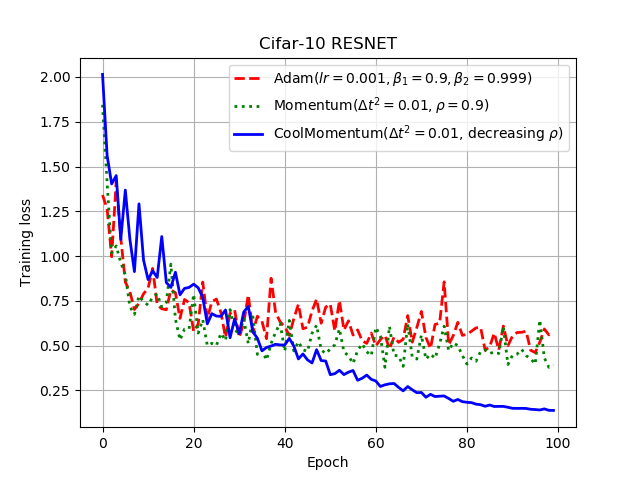 Cifar-10 RESNET
Adam(lr = 0.001, β₁ = 0.9, β₂ = 0.999)
Momentum(Δt² = 0.01, ρ = 0.9)
CoolMomentum(Δt² = 0.01, decreasing ρ)
2.00
1.75
1.50
1.25
1.00
0.75
0.50
0.25
Training loss
0 20 40 60 80 100
Epoch